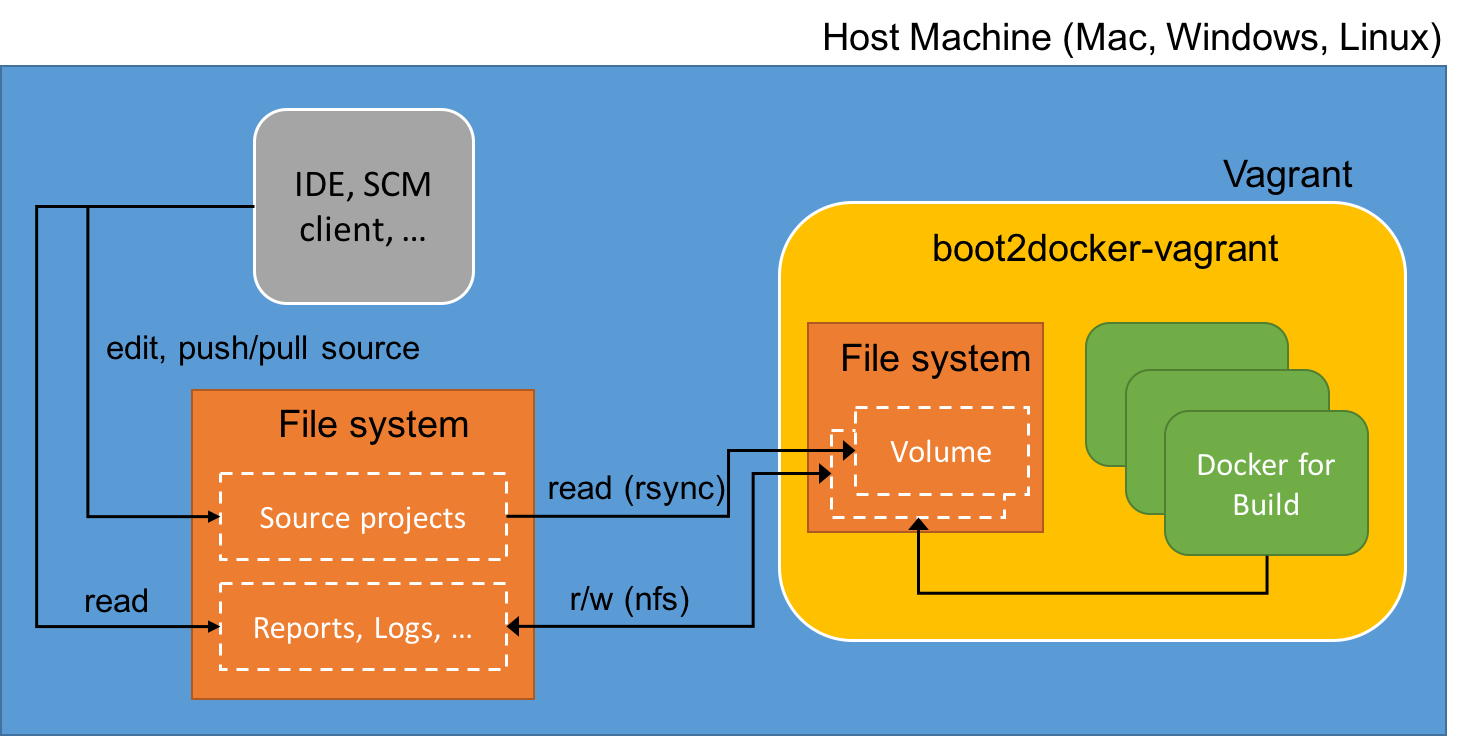 Host Machine (Mac, Windows, Linux)
IDE, SCM
client, ...
Vagrant
boot2docker-vagrant
edit, push/pull source
File system
File system
Volume
Docker for
Build
read (rsync)
Source projects
read
r/w (nfs)
Reports, Logs, ...